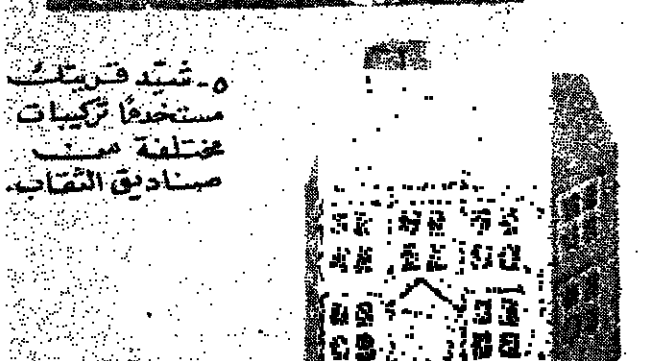 ٥- شيّد قريتك
مستخدمًا تركيبات
مختلفة من
صناديق الثقاب.